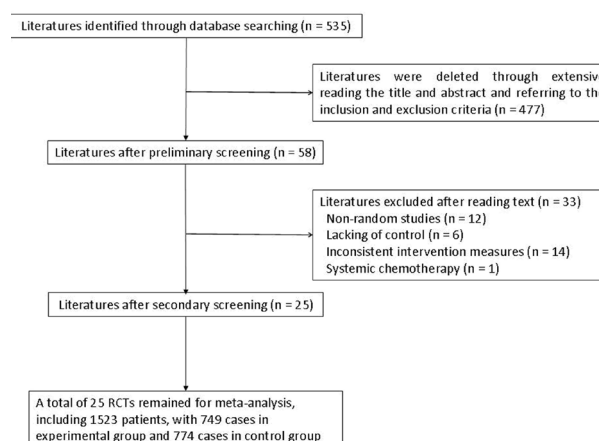 Literatures identified through database searching (n = 535)
Literatures were deleted through extensiv
reading the title and abstract and referring to th
inclusion and exclusion criteria (n = 477)
Literatures after preliminary screening (n = 58)
Literatures excluded after reading text (n = 33)
Non-random studies (n = 12)
Lacking of control (n = 6)
Inconsistent intervention measures (n = 14)
Systemic chemotherapy (n = 1)
Literatures after secondary screening (n = 25)
A total of 25 RCTs remained for meta-analysis,
including 1523 patients, with 749 cases in
experimental group and 774 cases in control group